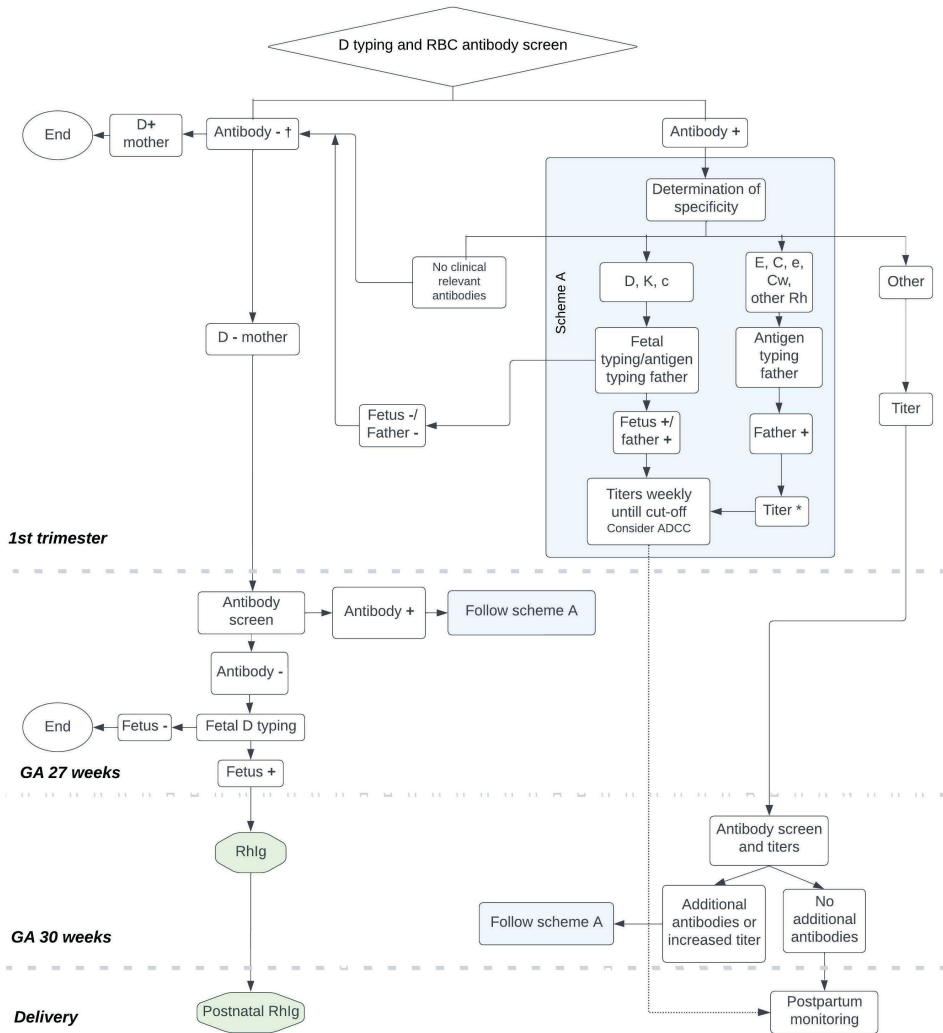 D typing and RBC antibody screen
End
D+
mother
Antibody - †
Antibody +
Scheme A
Determination of
specificity
No clinical
relevant
antibodies
D, K, c
E, C, e,
Cw,
other Rh
Other
D - mother
Fetal
typing/antigen
typing father
Antigen
typing
father
Titer
Fetus -/
Father -
Fetus +/
father +
Father +
Titers weekly
untill cut-off
Consider ADCC
Titer *
1st trimester
Antibody
screen
Antibody +
Follow scheme A
Antibody -
End
Fetus -
Fetal D typing
Fetus +
GA 27 weeks
RhIg
Antibody screen
and titers
Follow scheme A
Additional
antibodies or
increased titer
No
additional
antibodies
GA 30 weeks
Postnatal RhIg
Postpartum
monitoring
Delivery